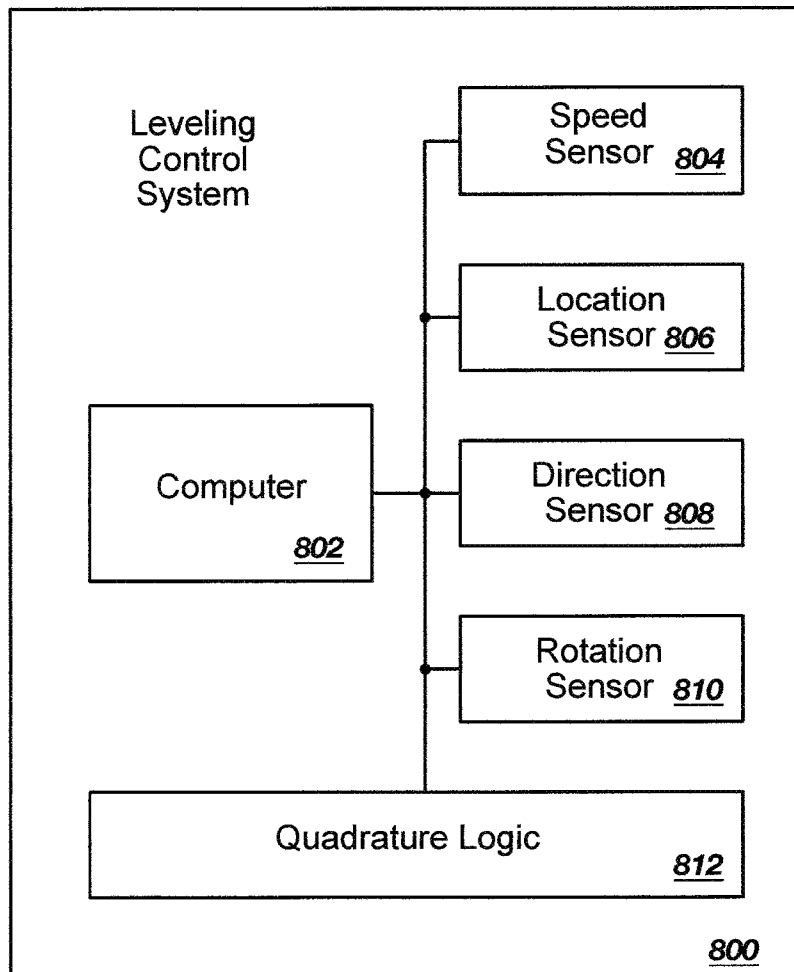 Leveling
Control
System
Speed
Sensor 804
Location
Sensor 806
Computer
802
Direction
Sensor 808
Rotation
Sensor 810
Quadrature Logic
812
800